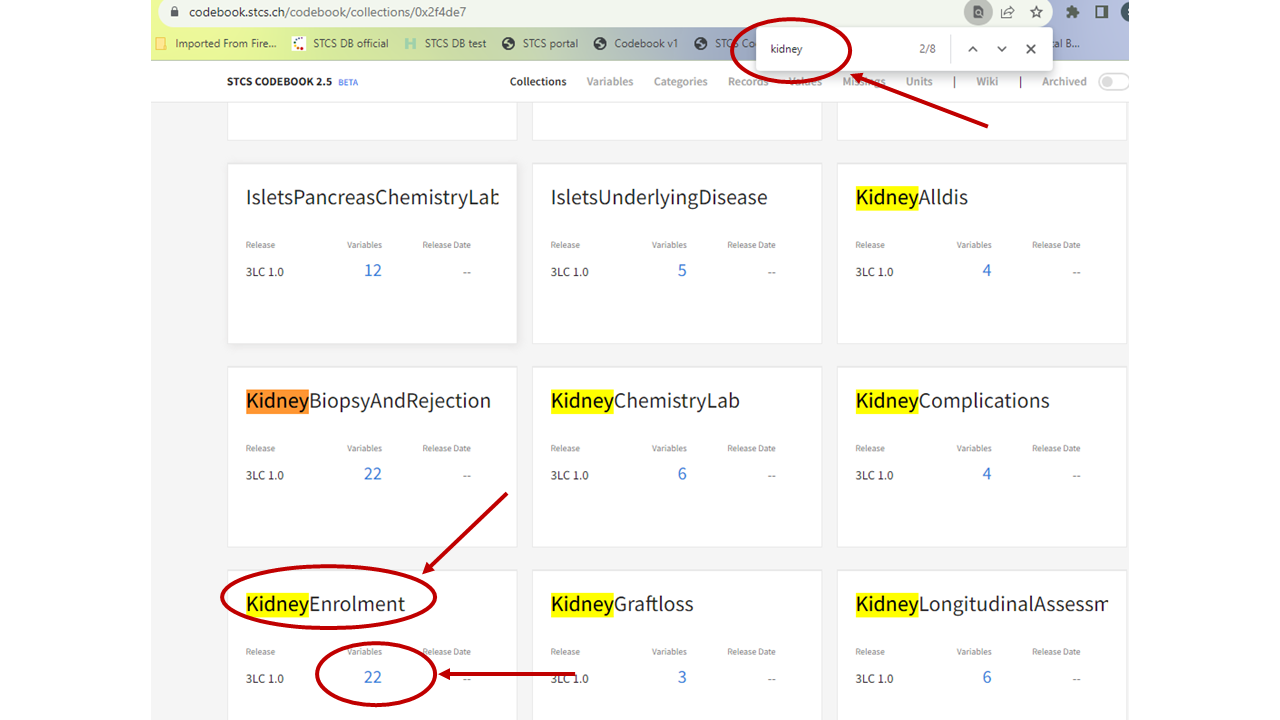 codebook.stcs.ch/codebook/collections/0x2f4de7
kidney 2/8
Imported From Fire... STCS DB official STCS DB test STCS portal Codebook v1 STCS Co al B...
STCS CODEBOOK 2.5 BETA Collections Variables Categories Records Values Missings Units | Wiki | Archived
IsletsPancreasChemistryLab IsletsUnderlyingDisease KidneyAlldis
Release Variables Release Date Release Variables Release Date Release Variables Release Date
3LC 1.0 12 -- 3LC 1.0 5 -- 3LC 1.0 4 --
KidneyBiopsyAndRejection KidneyChemistryLab KidneyComplications
Release Variables Release Date Release Variables Release Date Release Variables Release Date
3LC 1.0 22 -- 3LC 1.0 6 -- 3LC 1.0 4 --
KidneyEnrolment KidneyGraftloss KidneyLongitudinalAssessm
Release Variables Release Date Release Variables Release Date Release Variables Release Date
3LC 1.0 22 -- 3LC 1.0 3 -- 3LC 1.0 6 --